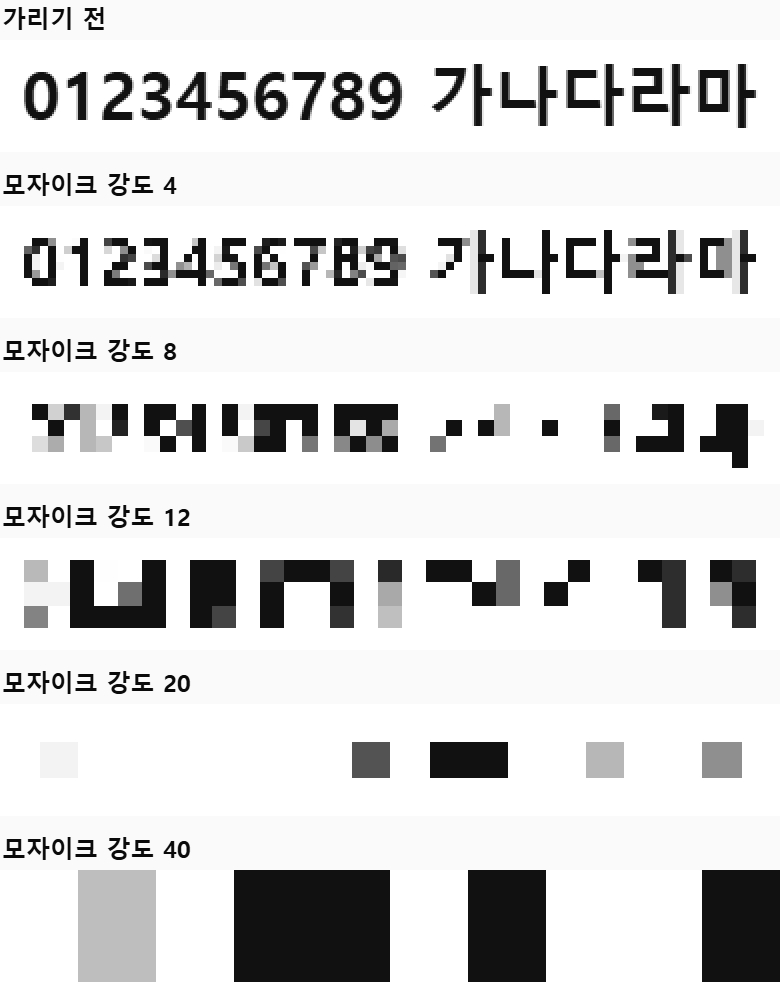 가리기 전
0123456789 가나다라마
모자이크 강도 4
0123456789 가나다라마
모자이크 강도 8
모자이크 강도 12
모자이크 강도 20
모자이크 강도 40